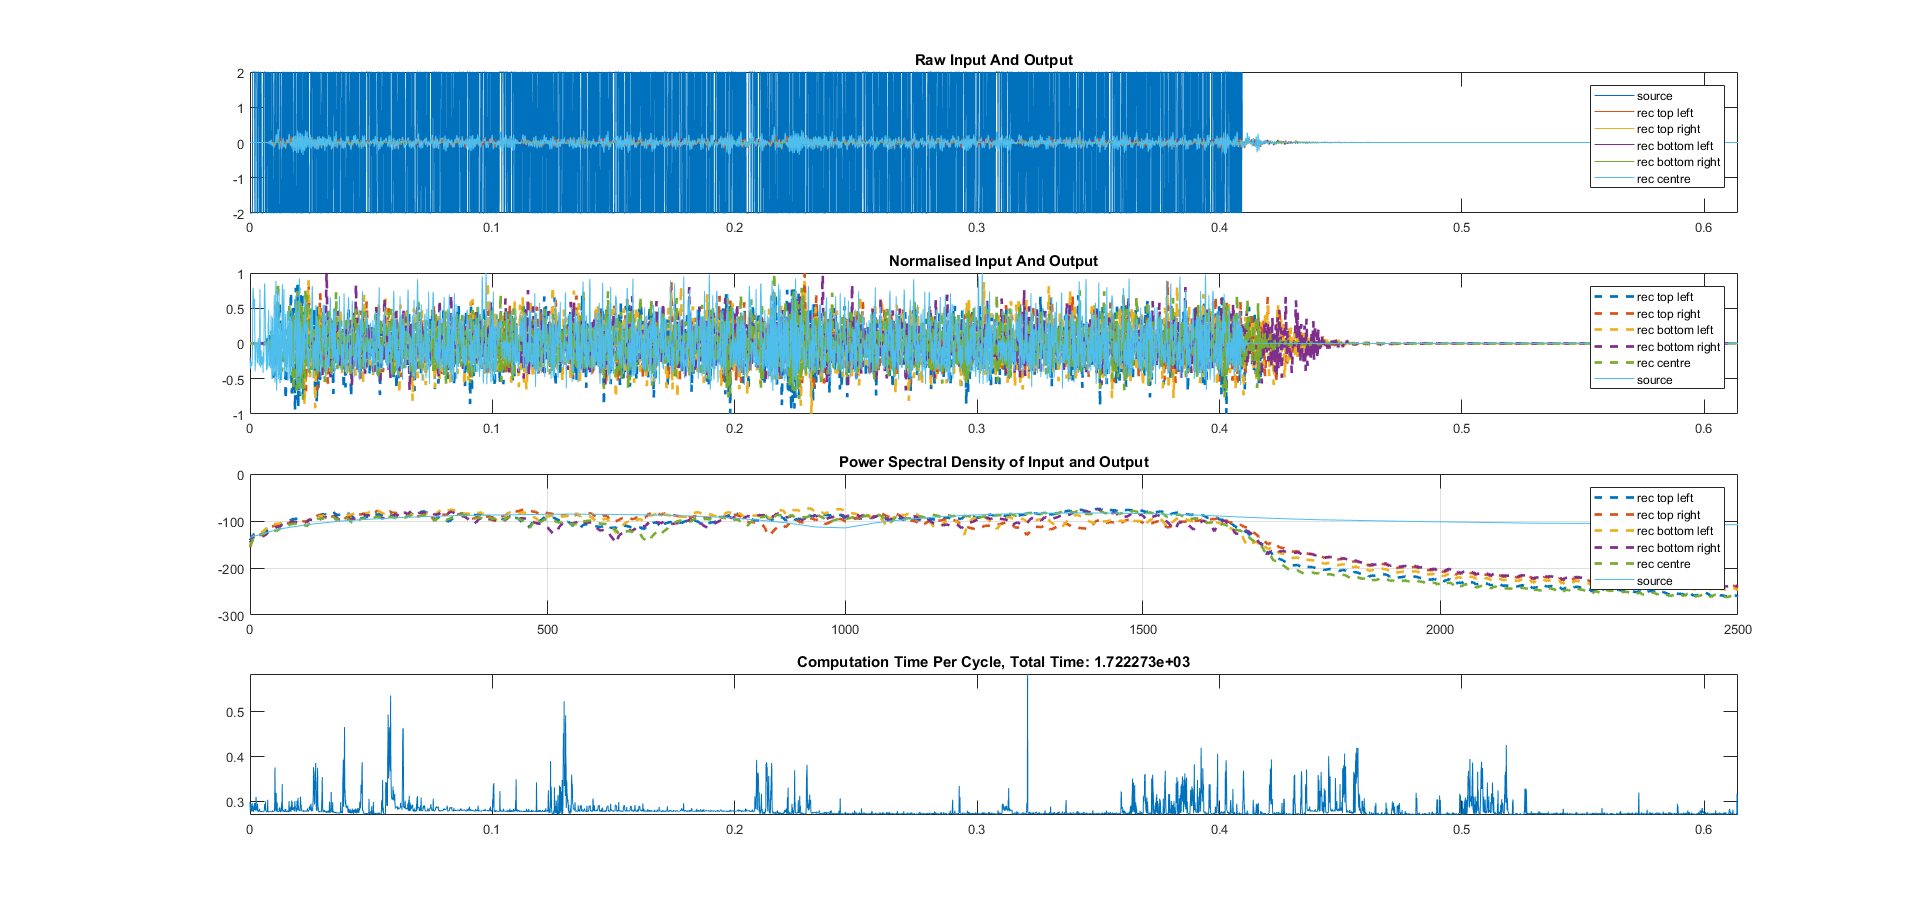 Raw Input And Output
2
1
0
-1
-2
source
rec top left
rec top right
rec bottom left
rec bottom right
rec centre
0 0.1 0.2 0.3 0.4 0.5 0.6
Normalised Input And Output
1
0.5
0
-0.5
-1
rec top left
rec top right
rec bottom left
rec bottom right
rec centre
source
0 0.1 0.2 0.3 0.4 0.5 0.6
Power Spectral Density of Input and Output
0
-100
-200
-300
rec top left
rec top right
rec bottom left
rec bottom right
rec centre
source
0 500 1000 1500 2000 2500
Computation Time Per Cycle, Total Time: 1.722273e+03
0.5
0.4
0.3
0 0.1 0.2 0.3 0.4 0.5 0.6